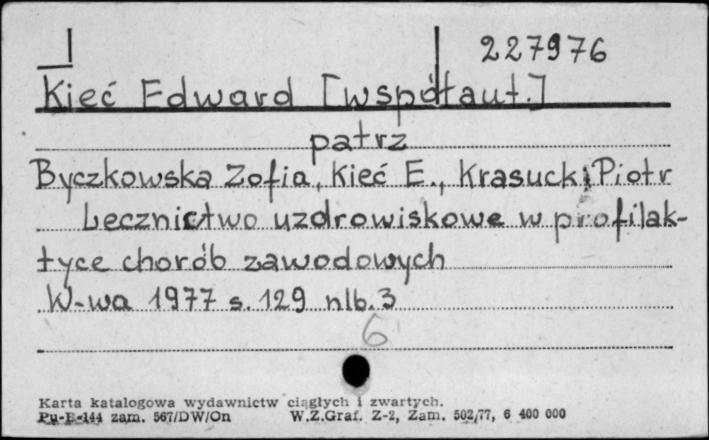 227976
Kieć Edward [współaut.]
patrz
Byczkowska Zofia, Kieć E., Krasucki Piotr
Lecznictwo uzdrowiskowe w profilak-
tyce chorób zawodowych
W-wa 1977 s. 129 nlb. 3
6
Karta katalogowa wydawnictw ciągłych i zwartych.
Pu-E-144 zam. 567/DW/On W.Z.Graf. Z-2, Zam. 502/77, 6 400 000